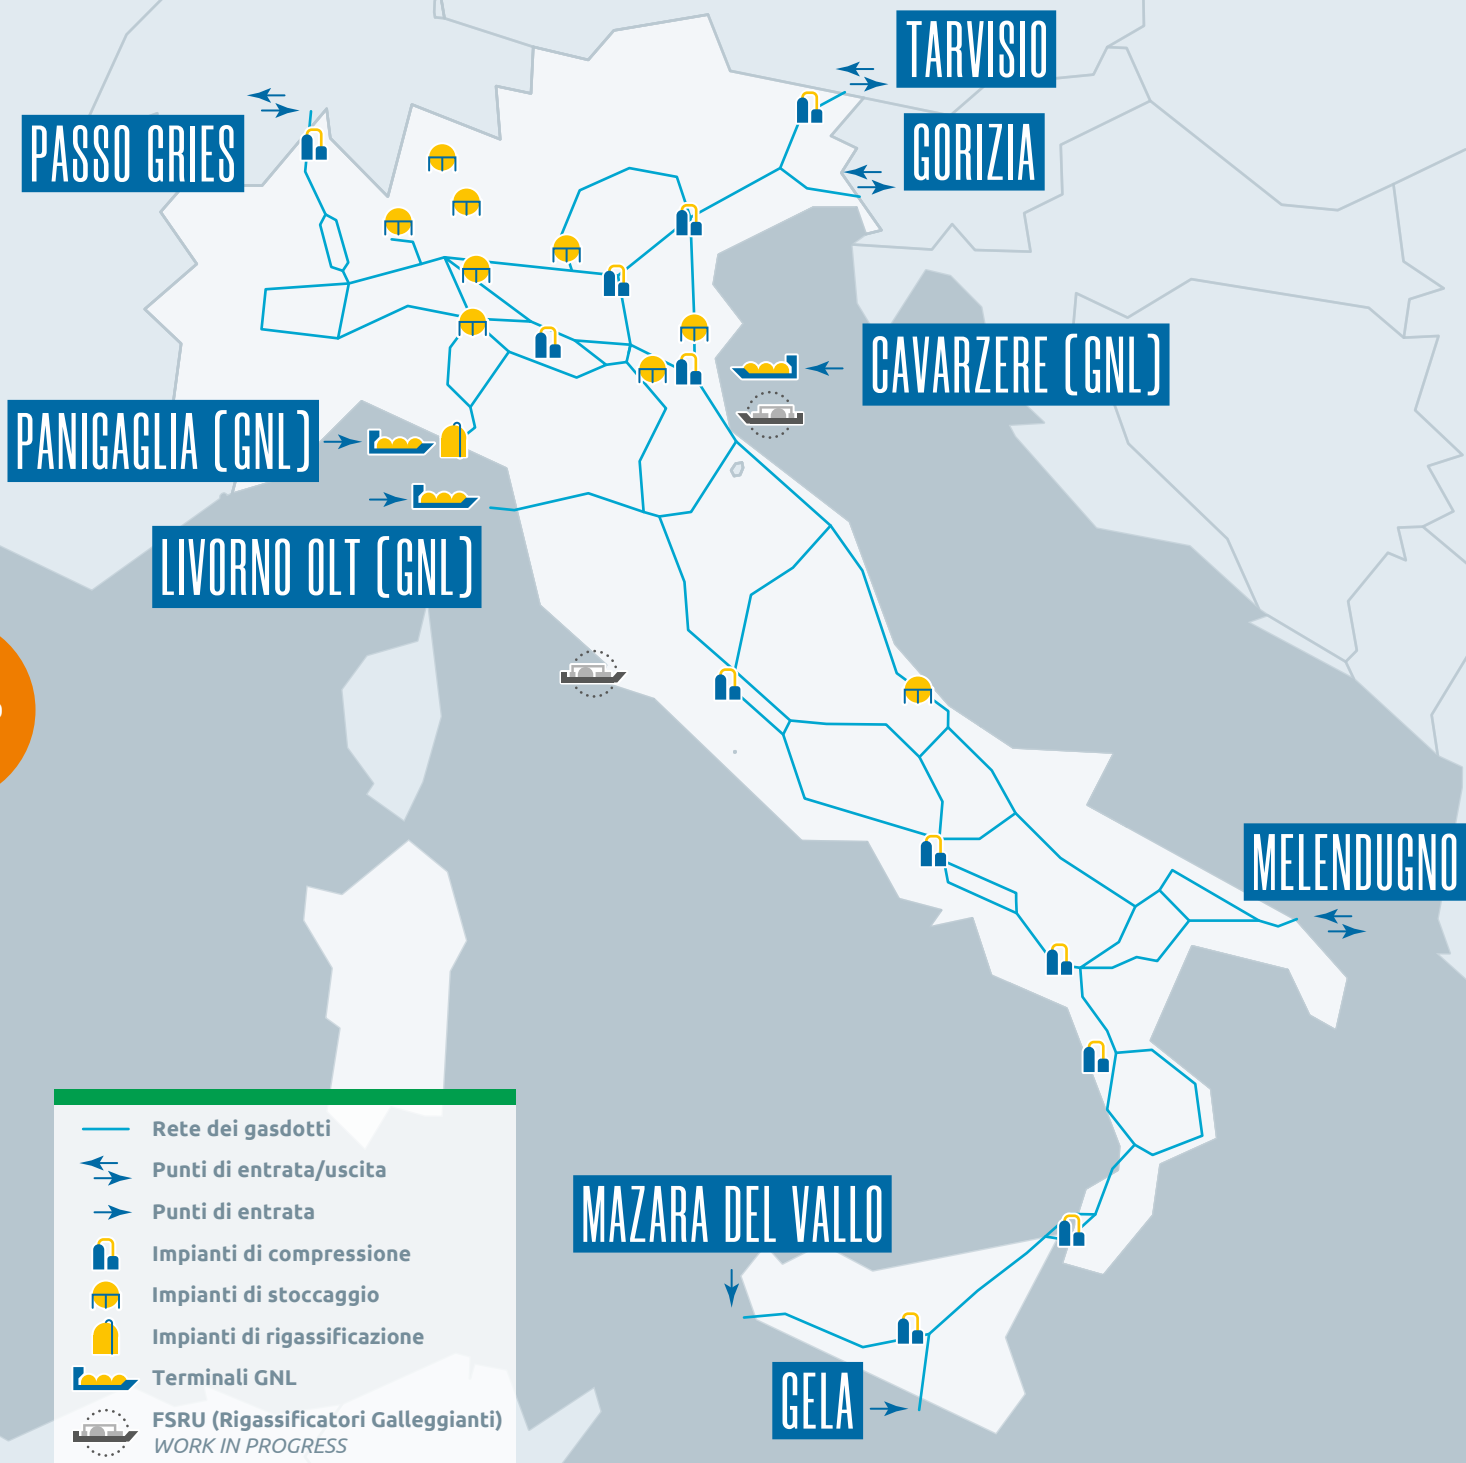 TARVISIO
GORIZIA
PASSO GRIES
CAVARZERE (GNL)
PANIGAGLIA (GNL)
LIVORNO OLT (GNL)
MELENDUGNO
MAZARA DEL VALLO
GELA
Rete dei gasdotti
Punti di entrata/uscita
Punti di entrata
Impianti di compressione
Impianti di stoccaggio
Impianti di rigassificazione
Terminali GNL
FSRU (Rigassificatori Galleggianti)
WORK IN PROGRESS